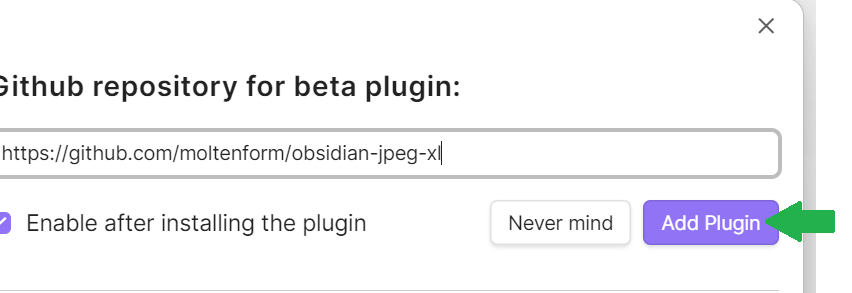 Github repository for beta plugin:
https://github.com/moltenform/obsidian-jpeg-xl
Enable after installing the plugin
Never mind
Add Plugin